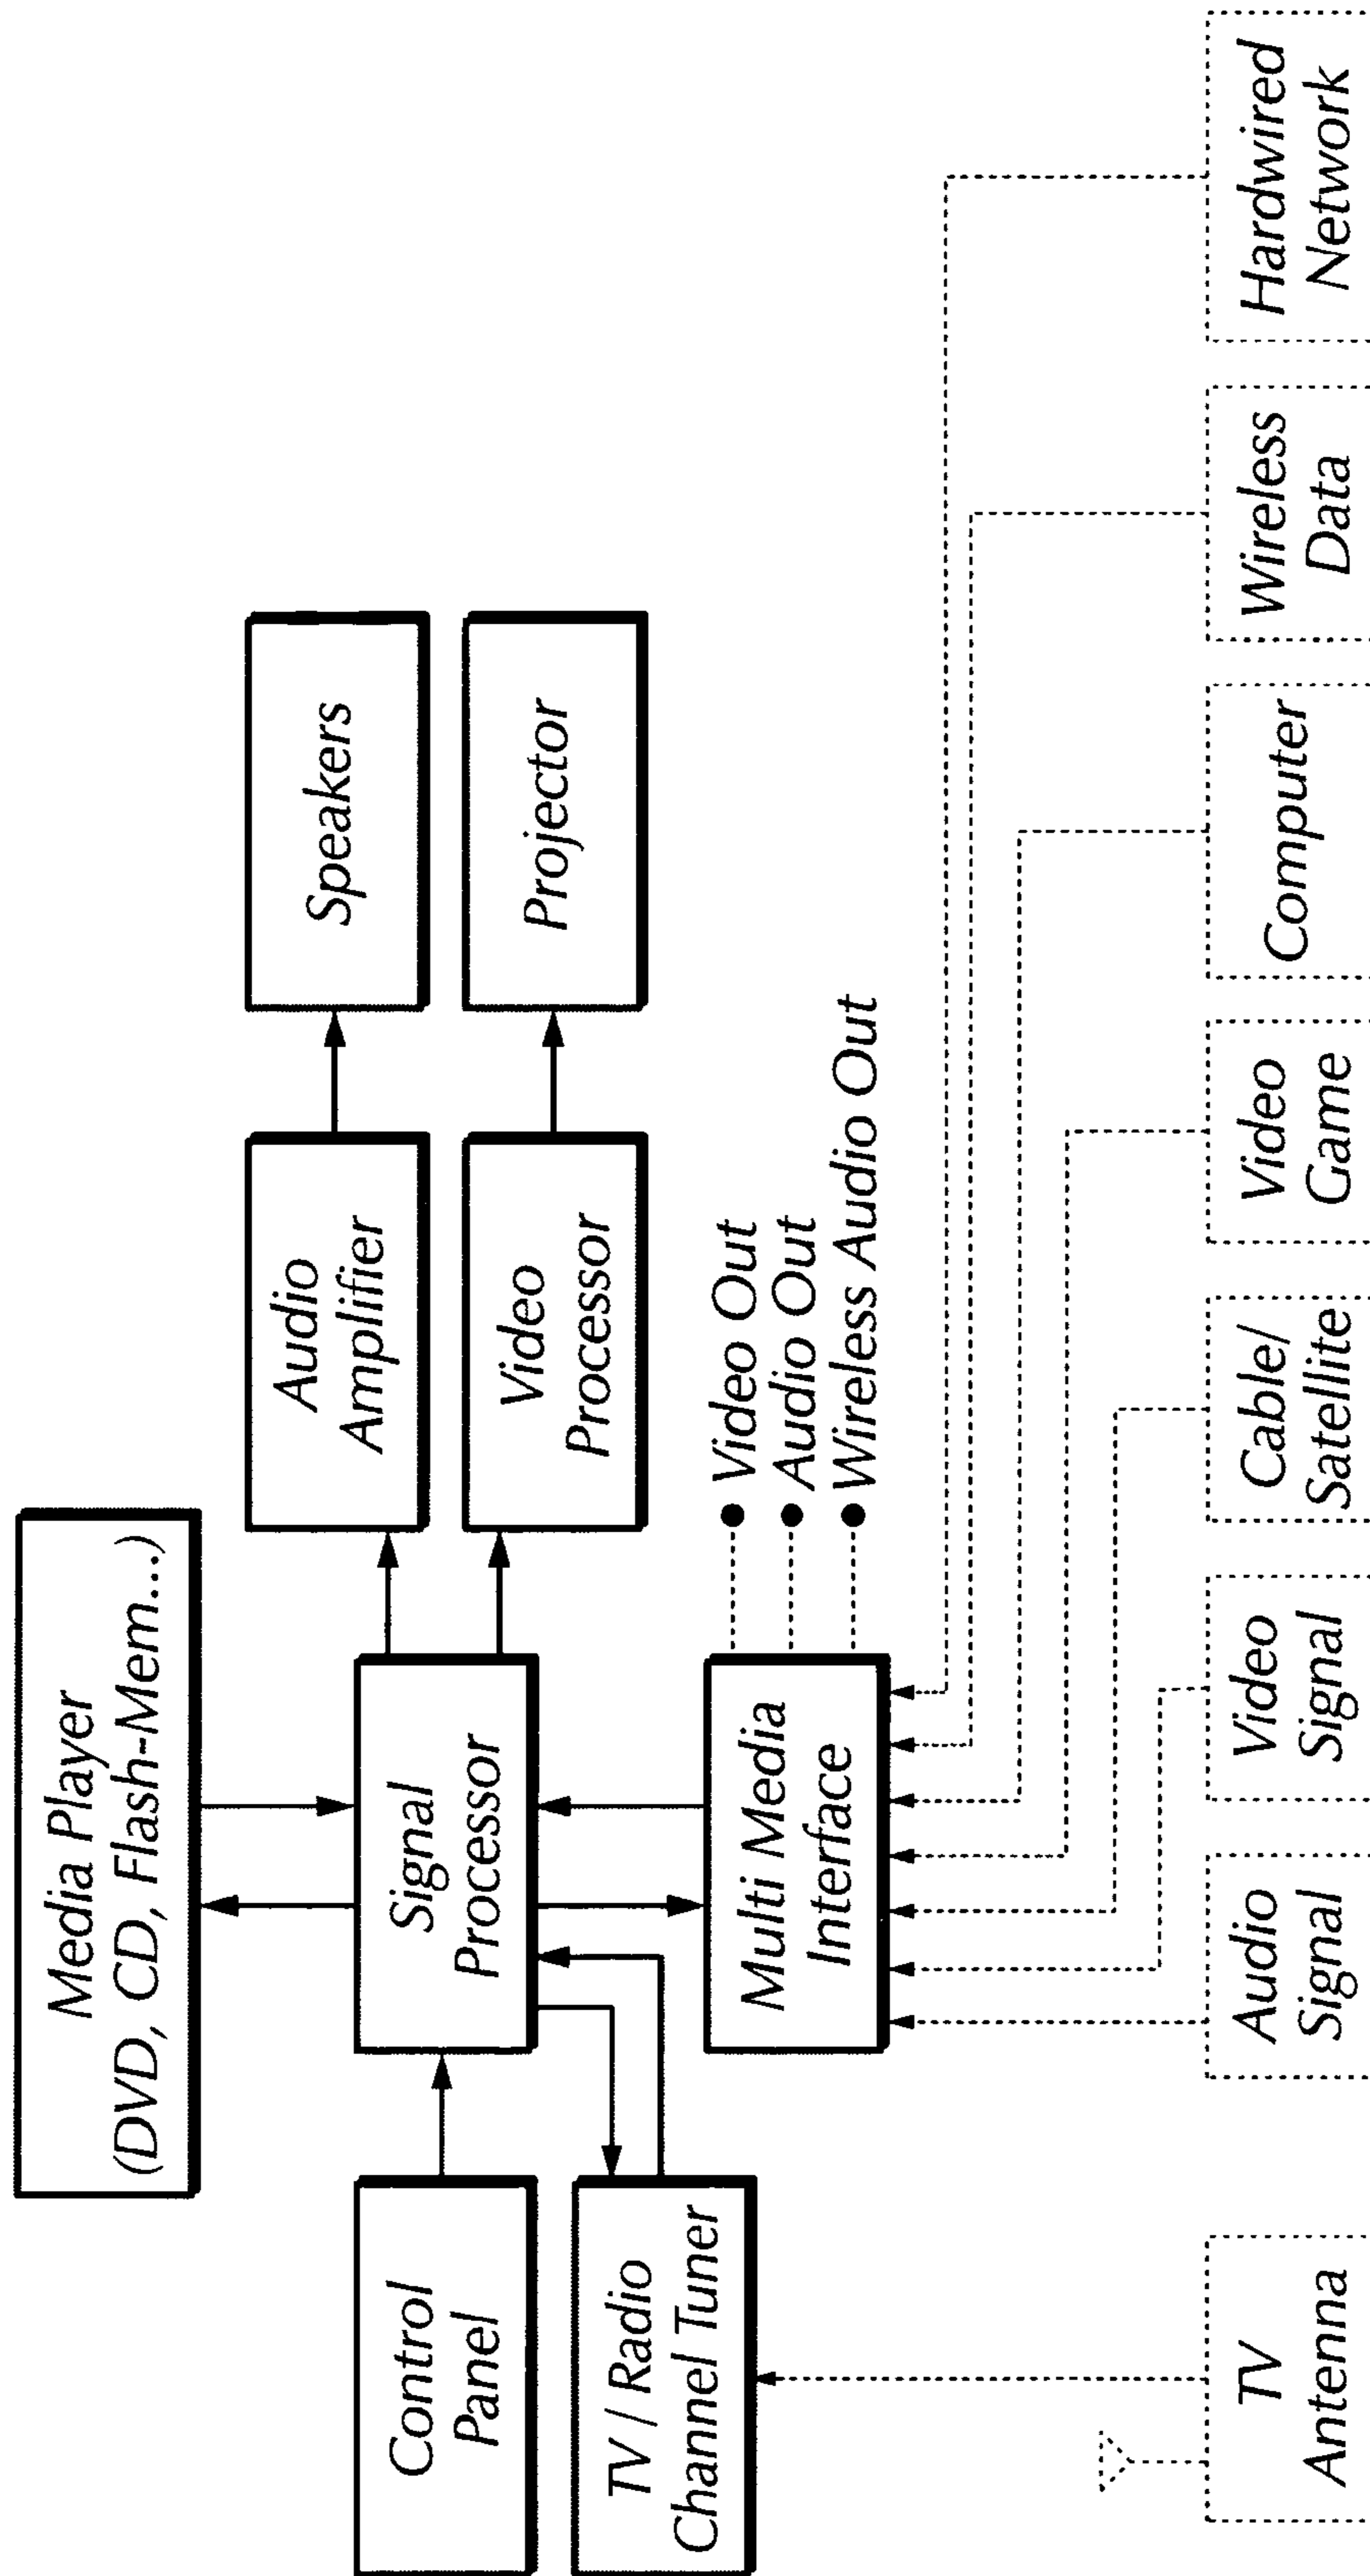 Media Player
(DVD, CD, Flash-Mem...)
Control
Panel
Signal
Processor
Audio
Amplifier
Speakers
Video
Processor
Projector
TV / Radio
Channel Tuner
Multi Media
Interface
Video Out
Audio Out
Wireless Audio Out
TV
Antenna
Audio
Signal
Video
Signal
Cable/
Satellite
Video
Game
Computer
Wireless
Data
Hardwired
Network